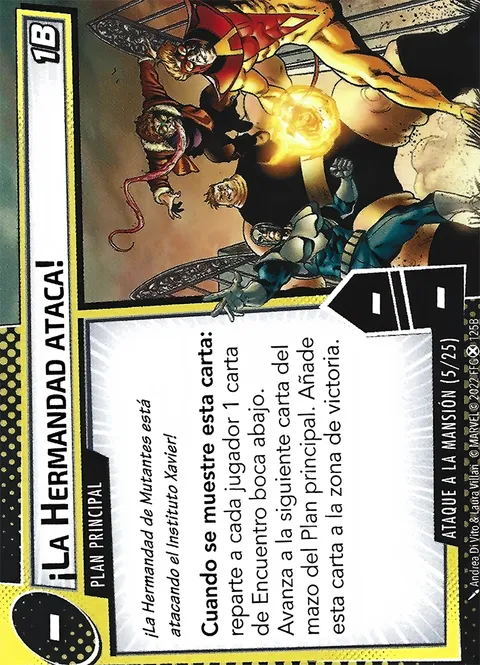 ¡LA HERMANDAD ATACA!
1B
PLAN PRINCIPAL
–
¡La Hermandad de Mutantes está
atacando el Instituto Xavier!
Cuando se muestre esta carta:
reparte a cada jugador 1 carta
de Encuentro boca abajo.
Avanza a la siguiente carta del
mazo del Plan principal. Añade
esta carta a la zona de victoria.
–
–
ATAQUE A LA MANSIÓN (5/25)
Andrea Di Vito & Laura Villari © MARVEL © 2022 FFG 125B